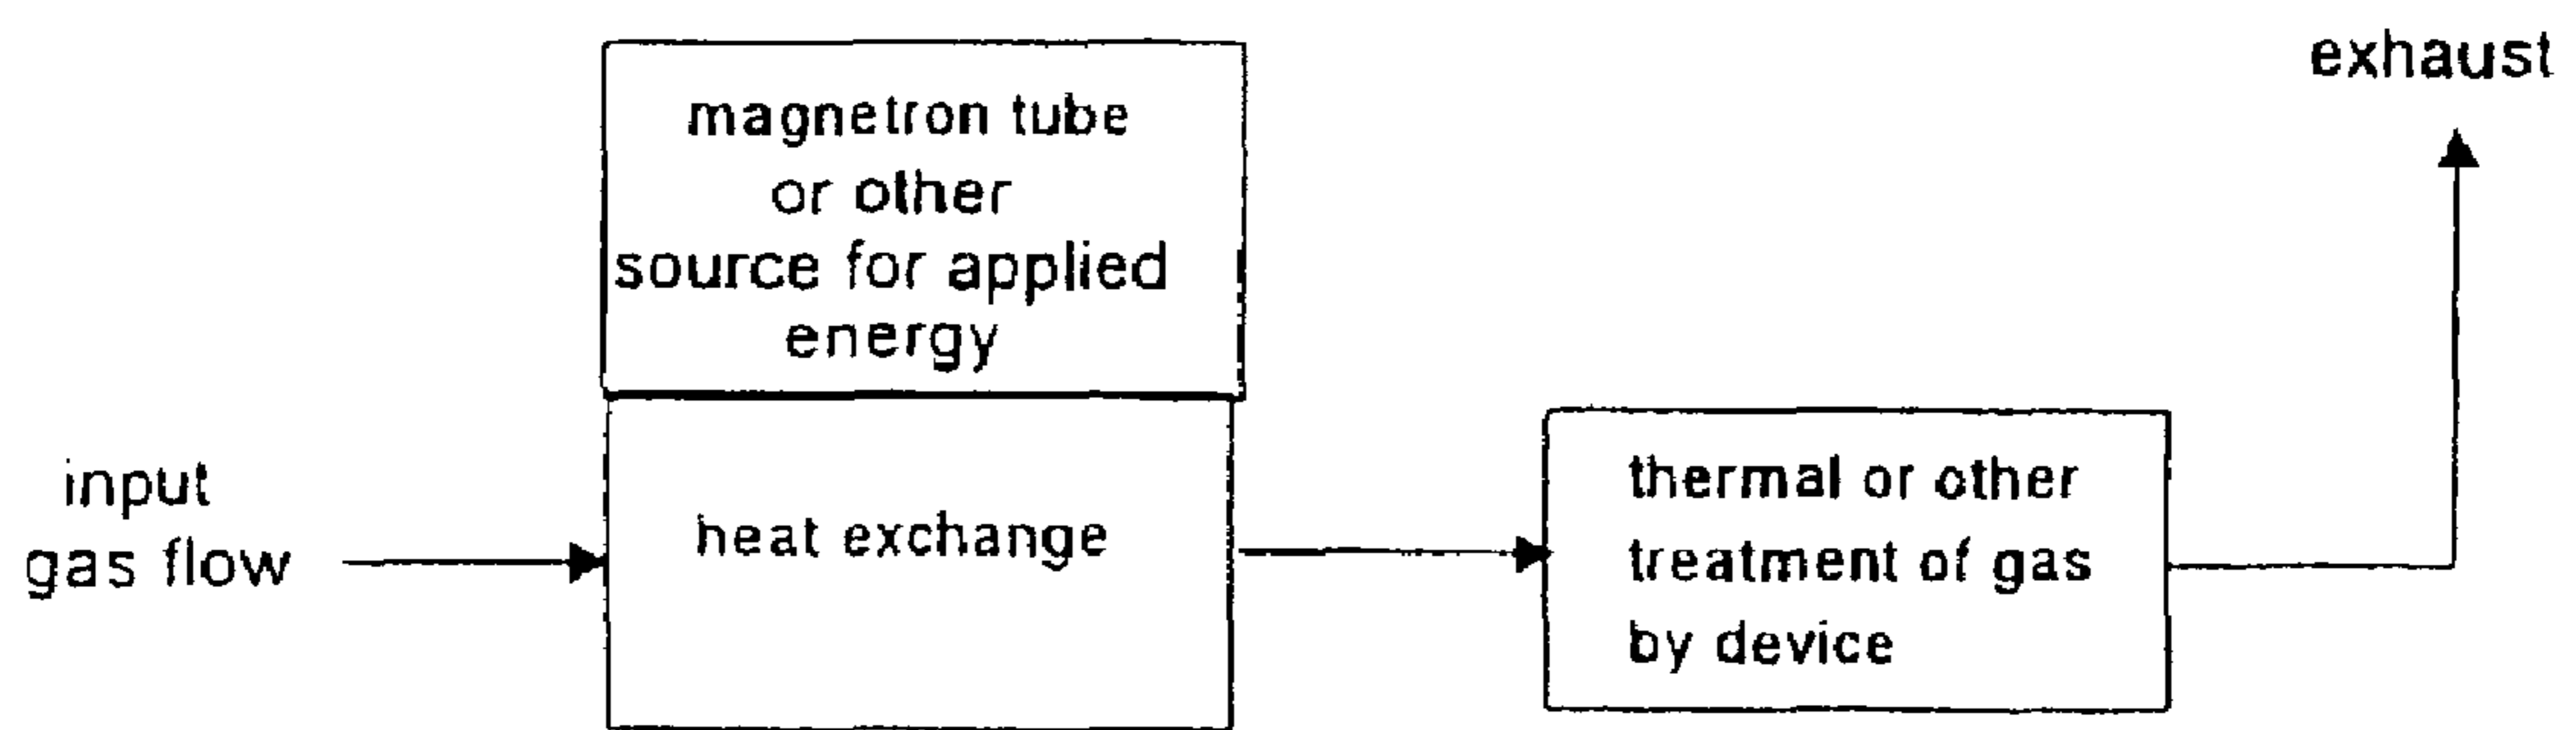 exhaust
magnetron tube
or other
source for applied
energy
input
gas flow
heat exchange
thermal or other
treatment of gas
by device